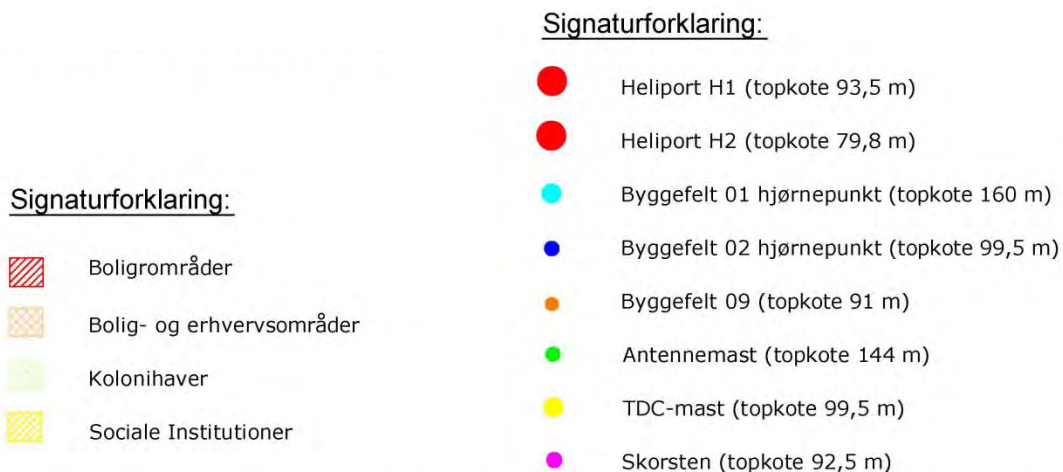 Signaturforklaring:
Boligrområder
Bolig- og erhvervsområder
Kolonihaver
Sociale Institutioner
Signaturforklaring:
Heliport H1 (topkote 93,5 m)
Heliport H2 (topkote 79,8 m)
Byggefelt 01 hjørnepunkt (topkote 160 m)
Byggefelt 02 hjørnepunkt (topkote 99,5 m)
Byggefelt 09 (topkote 91 m)
Antennemast (topkote 144 m)
TDC-mast (topkote 99,5 m)
Skorsten (topkote 92,5 m)